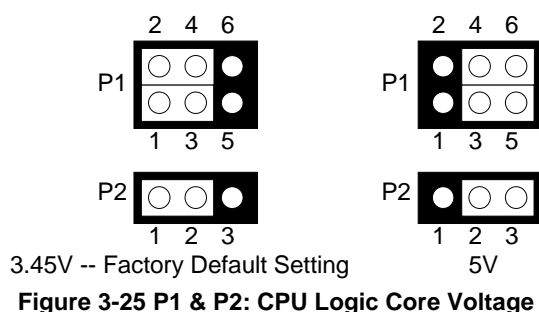 2 4 6 2 4 6
P1 P1
1 3 5 1 3 5
P2 P2
1 2 3 1 2 3
3.45V -- Factory Default Setting 5V
Figure 3-25 P1 & P2: CPU Logic Core Voltage